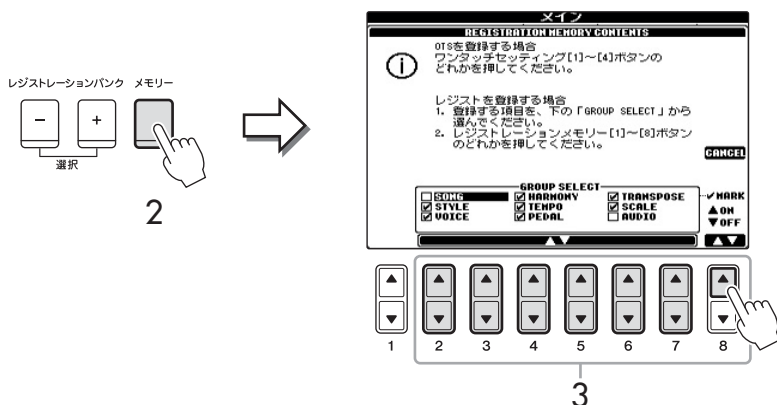 レジストレーションバンク メモリー
- +
選択
2
メイン
REGISTRATION MEMORY CONTENTS
OTSを登録する場合
ワンタッチセッティング[1]~[4]ボタンの
どれかを押してください。
レジストを登録する場合
1. 登録する項目を、下の「GROUP SELECT」から
選んでください。
2. レジストレーションメモリー[1]~[8]ボタン
のどれかを押してください。
CANCEL
GROUP SELECT
SONG HARMONY TRANSPOSE
STYLE TEMPO SCALE
VOICE PEDAL AUDIO
✓MARK
▲ON
▼OFF
▲▼ ▲▼
1 2 3 4 5 6 7 8
3